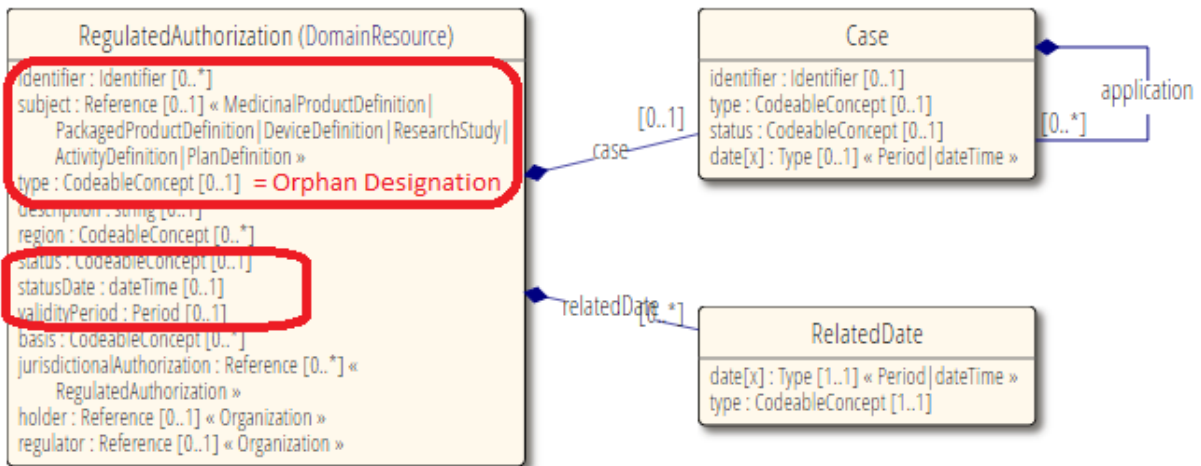 RegulatedAuthorization (DomainResource)
identifier : Identifier [0..*]
subject : Reference [0..1] « MedicinalProductDefinition|
PackagedProductDefinition|DeviceDefinition|ResearchStudy|
ActivityDefinition|PlanDefinition »
type : CodeableConcept [0..1] = Orphan Designation
description : string [0..1]
region : CodeableConcept [0..*]
status : CodeableConcept [0..1]
statusDate : dateTime [0..1]
validityPeriod : Period [0..1]
basis : CodeableConcept [0..*]
jurisdictionalAuthorization : Reference [0..*] «
RegulatedAuthorization »
holder : Reference [0..1] « Organization »
regulator : Reference [0..1] « Organization »
[0..1]
case
Case
identifier : Identifier [0..1]
type : CodeableConcept [0..1]
status : CodeableConcept [0..1]
date[x] : Type [0..1] « Period|dateTime »
application
[0..*]
relatedDate
[0..*]
RelatedDate
date[x] : Type [1..1] « Period|dateTime »
type : CodeableConcept [1..1]